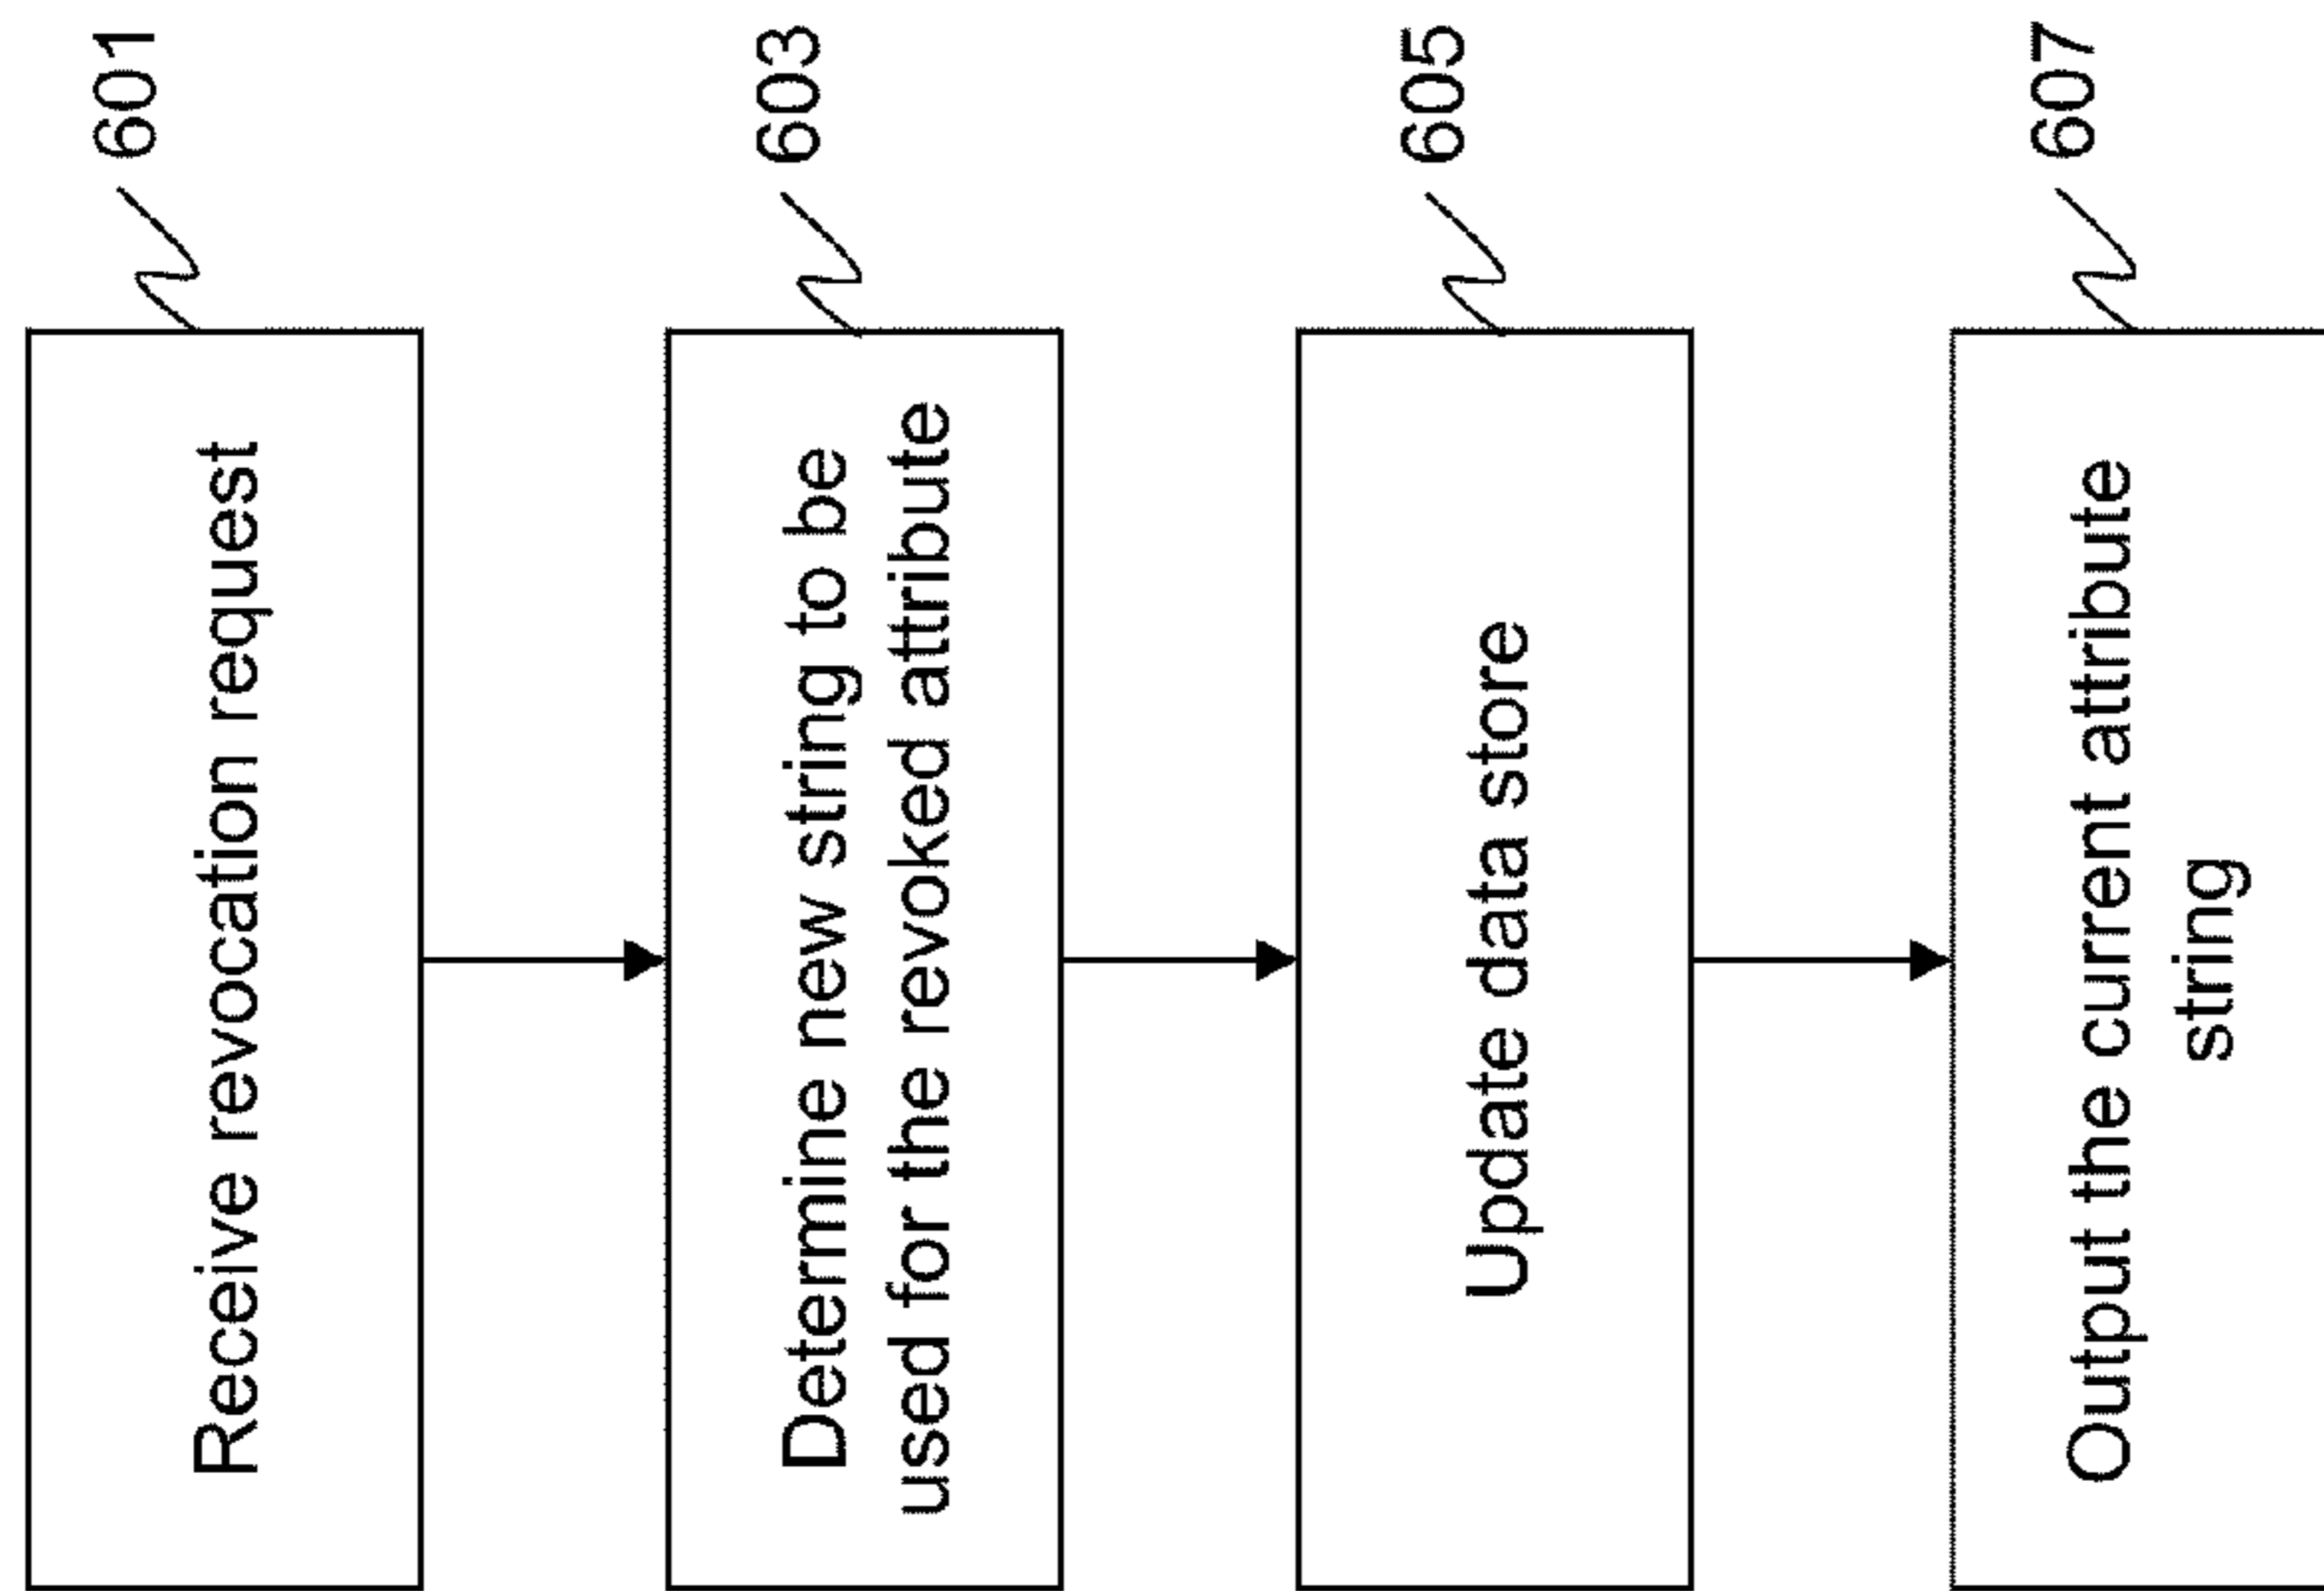 Receive revocation request
601
Determine new string to be
used for the revoked attribute
603
Update data store
605
Output the current attribute
string
607